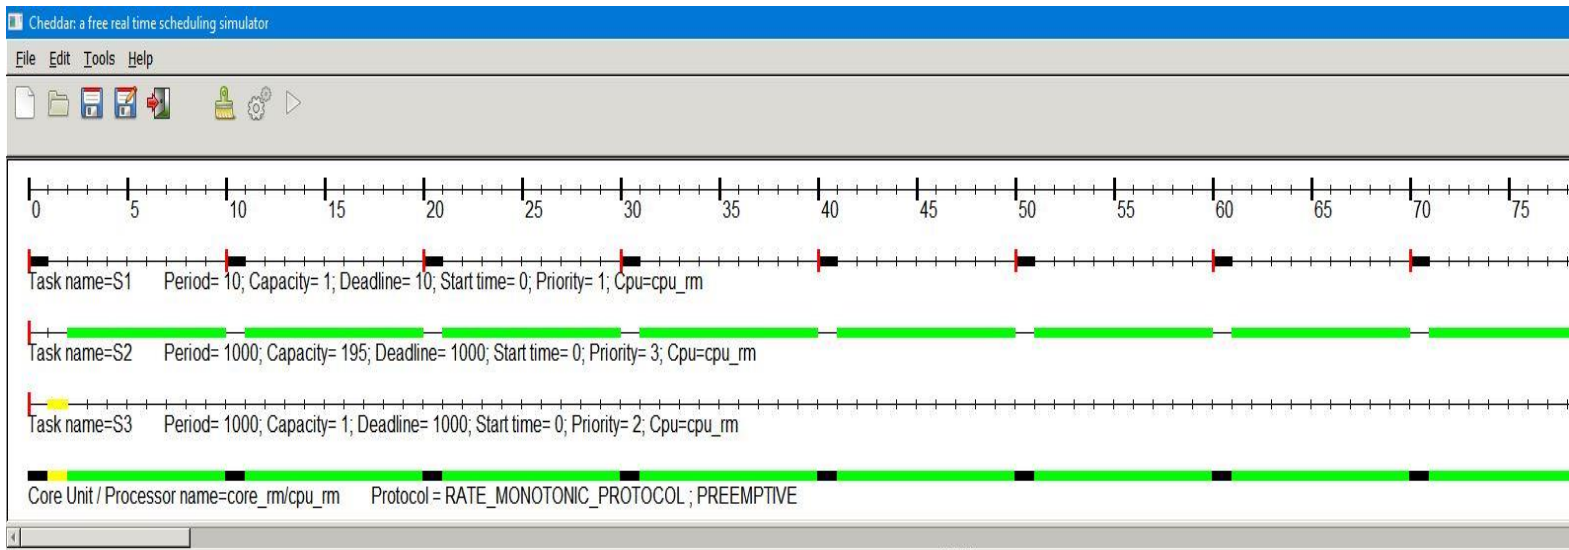 Cheddar: a free real time scheduling simulator
File Edit Tools Help
0 5 10 15 20 25 30 35 40 45 50 55 60 65 70 75
Task name=S1 Period= 10; Capacity= 1; Deadline= 10; Start time= 0; Priority= 1; Cpu=cpu_rm
Task name=S2 Period= 1000; Capacity= 195; Deadline= 1000; Start time= 0; Priority= 3; Cpu=cpu_rm
Task name=S3 Period= 1000; Capacity= 1; Deadline= 1000; Start time= 0; Priority= 2; Cpu=cpu_rm
Core Unit / Processor name=core_rm/cpu_rm Protocol = RATE_MONOTONIC_PROTOCOL ; PREEMPTIVE